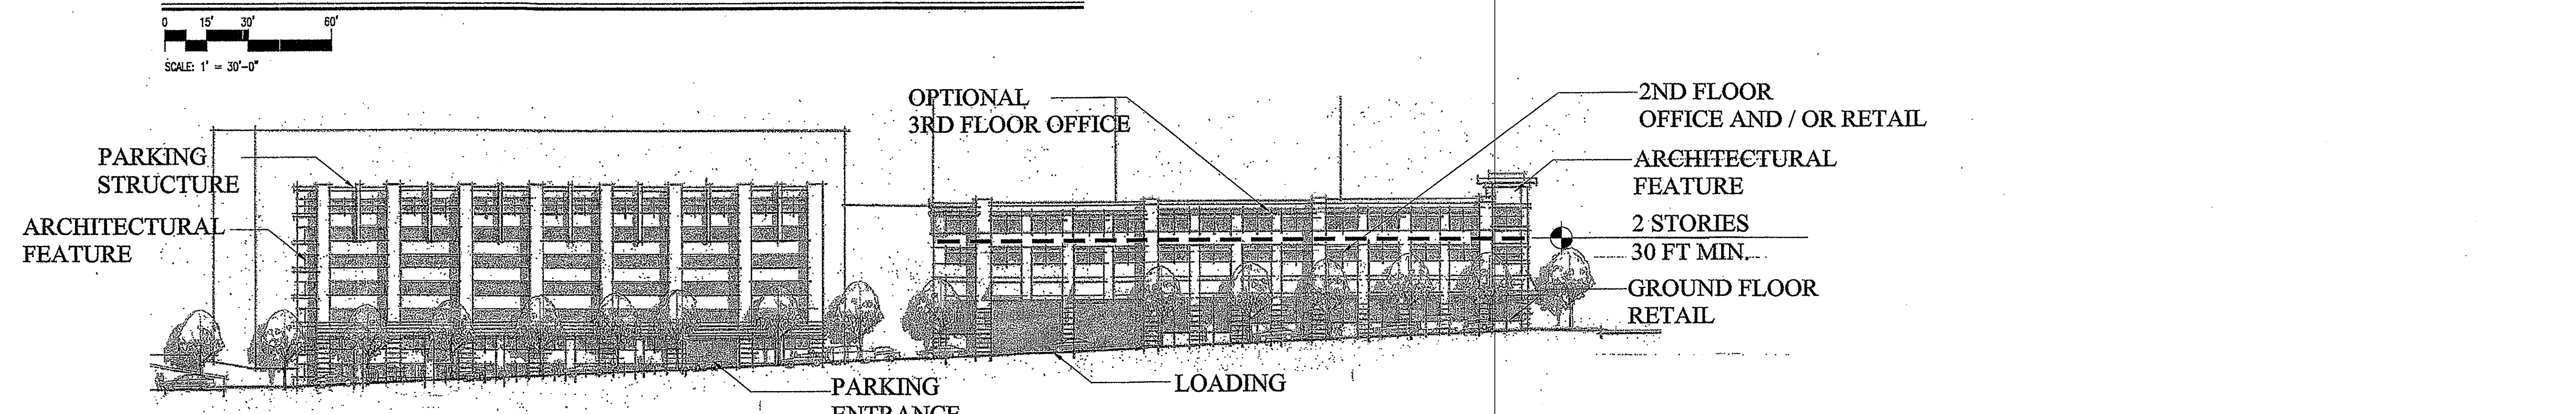 0 15' 30' 60'
SCALE: 1' = 30'-0"
OPTIONAL
3RD FLOOR OFFICE
2ND FLOOR
OFFICE AND / OR RETAIL
PARKING
STRUCTURE
ARCHITECTURAL
FEATURE
ARCHITECTURAL
FEATURE
2 STORIES
30 FT MIN.
GROUND FLOOR
RETAIL
PARKING
ENTRANCE
LOADING